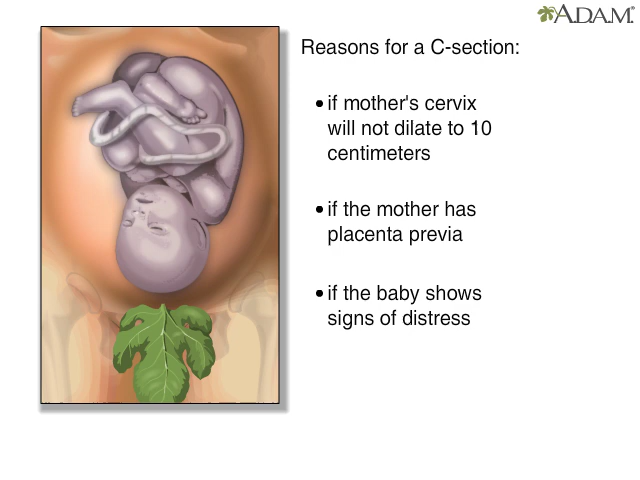 ADAM®
Reasons for a C-section:
• if mother's cervix
will not dilate to 10
centimeters
• if the mother has
placenta previa
• if the baby shows
signs of distress